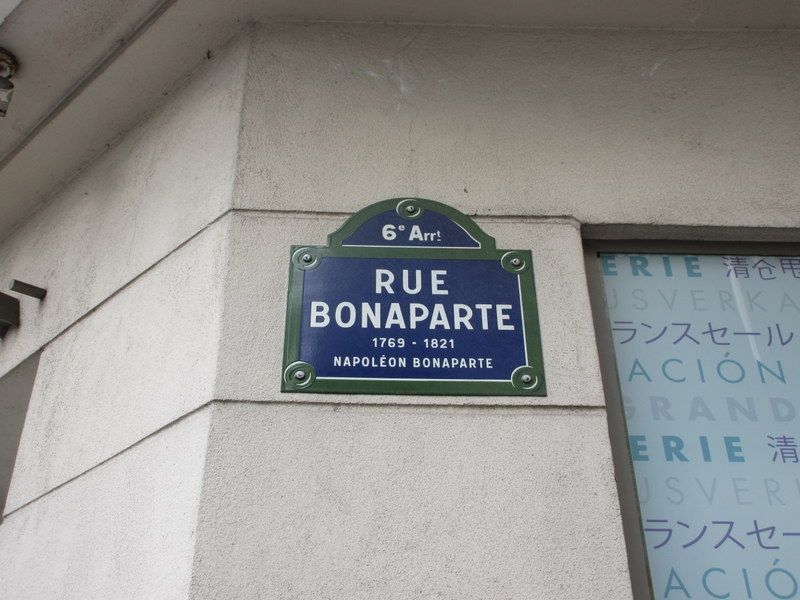 6e Arrt
RUE
BONAPARTE
1769 - 1821
NAPOLÉON BONAPARTE
ERIE 清仓甩
USVERKA
ランスセール
ACIÓN
GRAND
ERIE 清
USVERK
ランスセー
ACIÓ